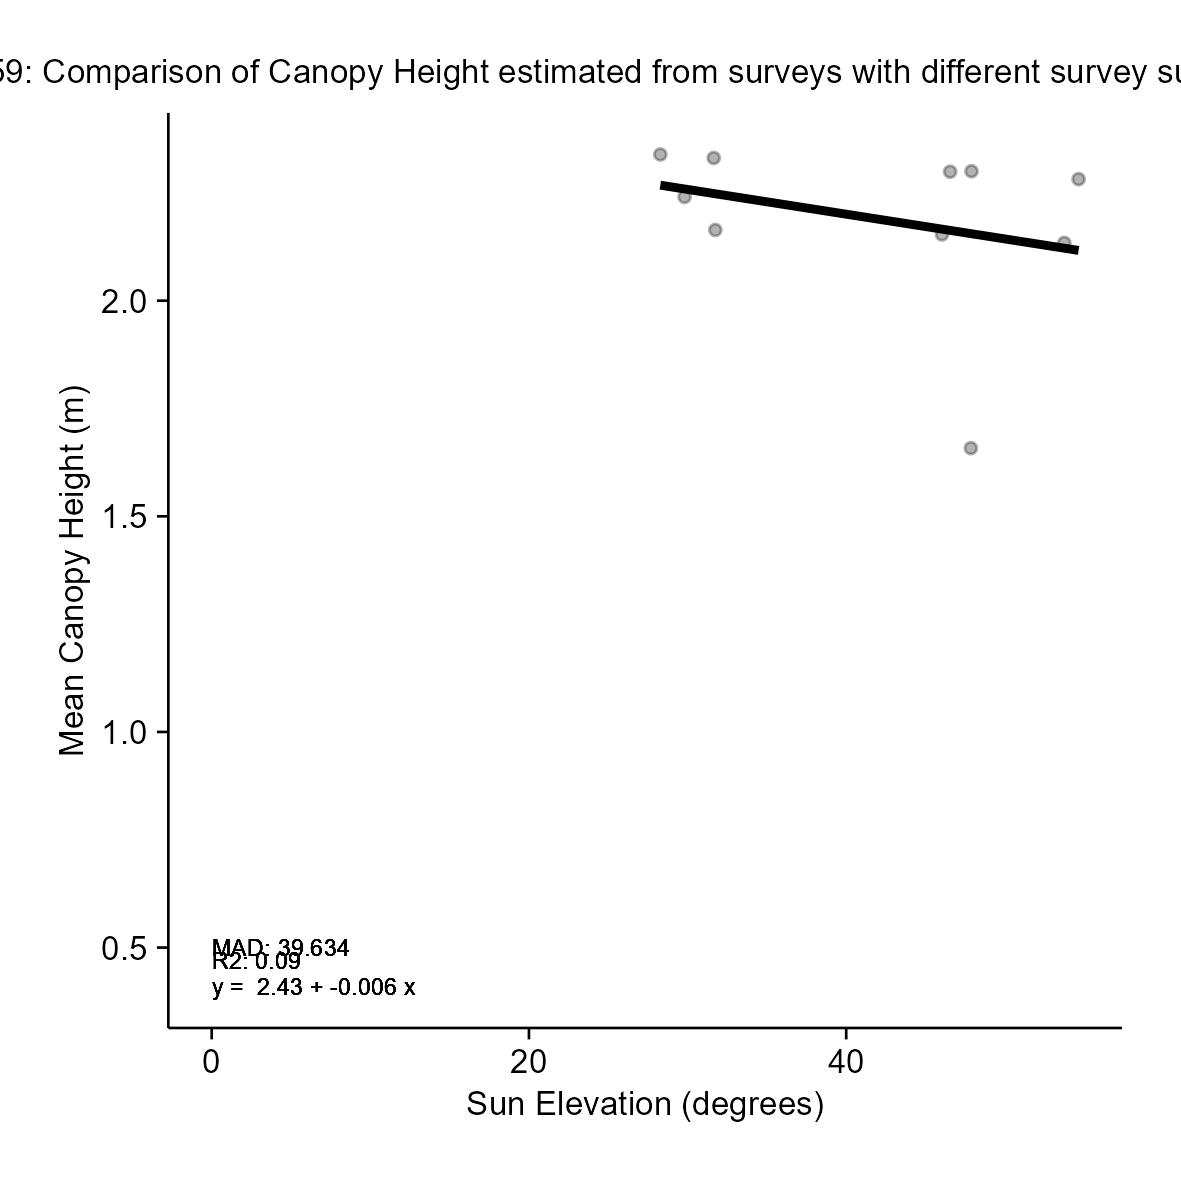 59: Comparison of Canopy Height estimated from surveys with different survey su
Mean Canopy Height (m)
2.0
1.5
1.0
0.5
MAD: 39.634
R2: 0.09
y =  2.43 + -0.006 x
0 20 40
Sun Elevation (degrees)